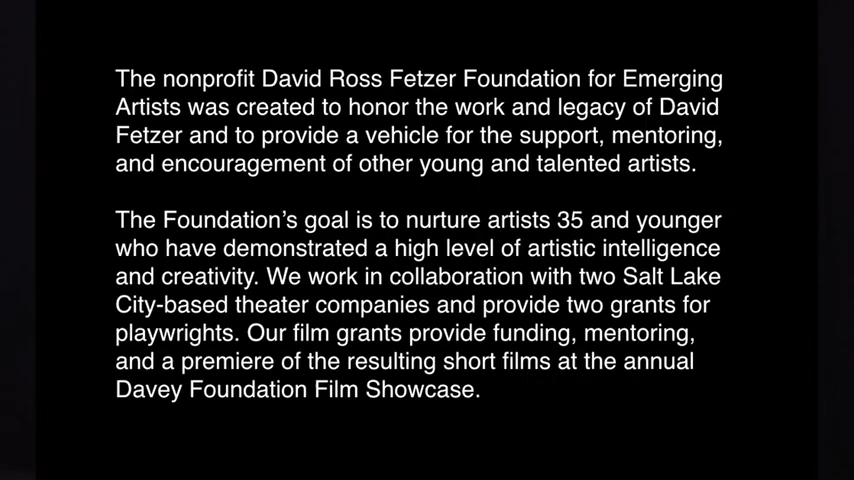 The nonprofit David Ross Fetzer Foundation for Emerging
Artists was created to honor the work and legacy of David
Fetzer and to provide a vehicle for the support, mentoring,
and encouragement of other young and talented artists.
The Foundation’s goal is to nurture artists 35 and younger
who have demonstrated a high level of artistic intelligence
and creativity. We work in collaboration with two Salt Lake
City-based theater companies and provide two grants for
playwrights. Our film grants provide funding, mentoring,
and a premiere of the resulting short films at the annual
Davey Foundation Film Showcase.